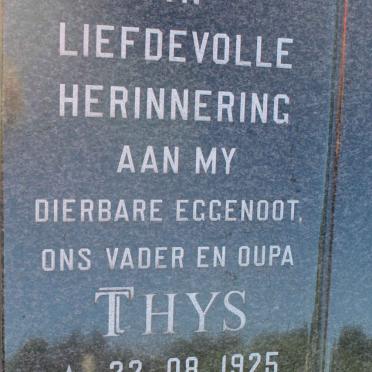 LIEFDEVOLLE
HERINNERING
AAN MY
DIERBARE EGGENOOT,
ONS VADER EN OUPA
THYS
22.08.1925